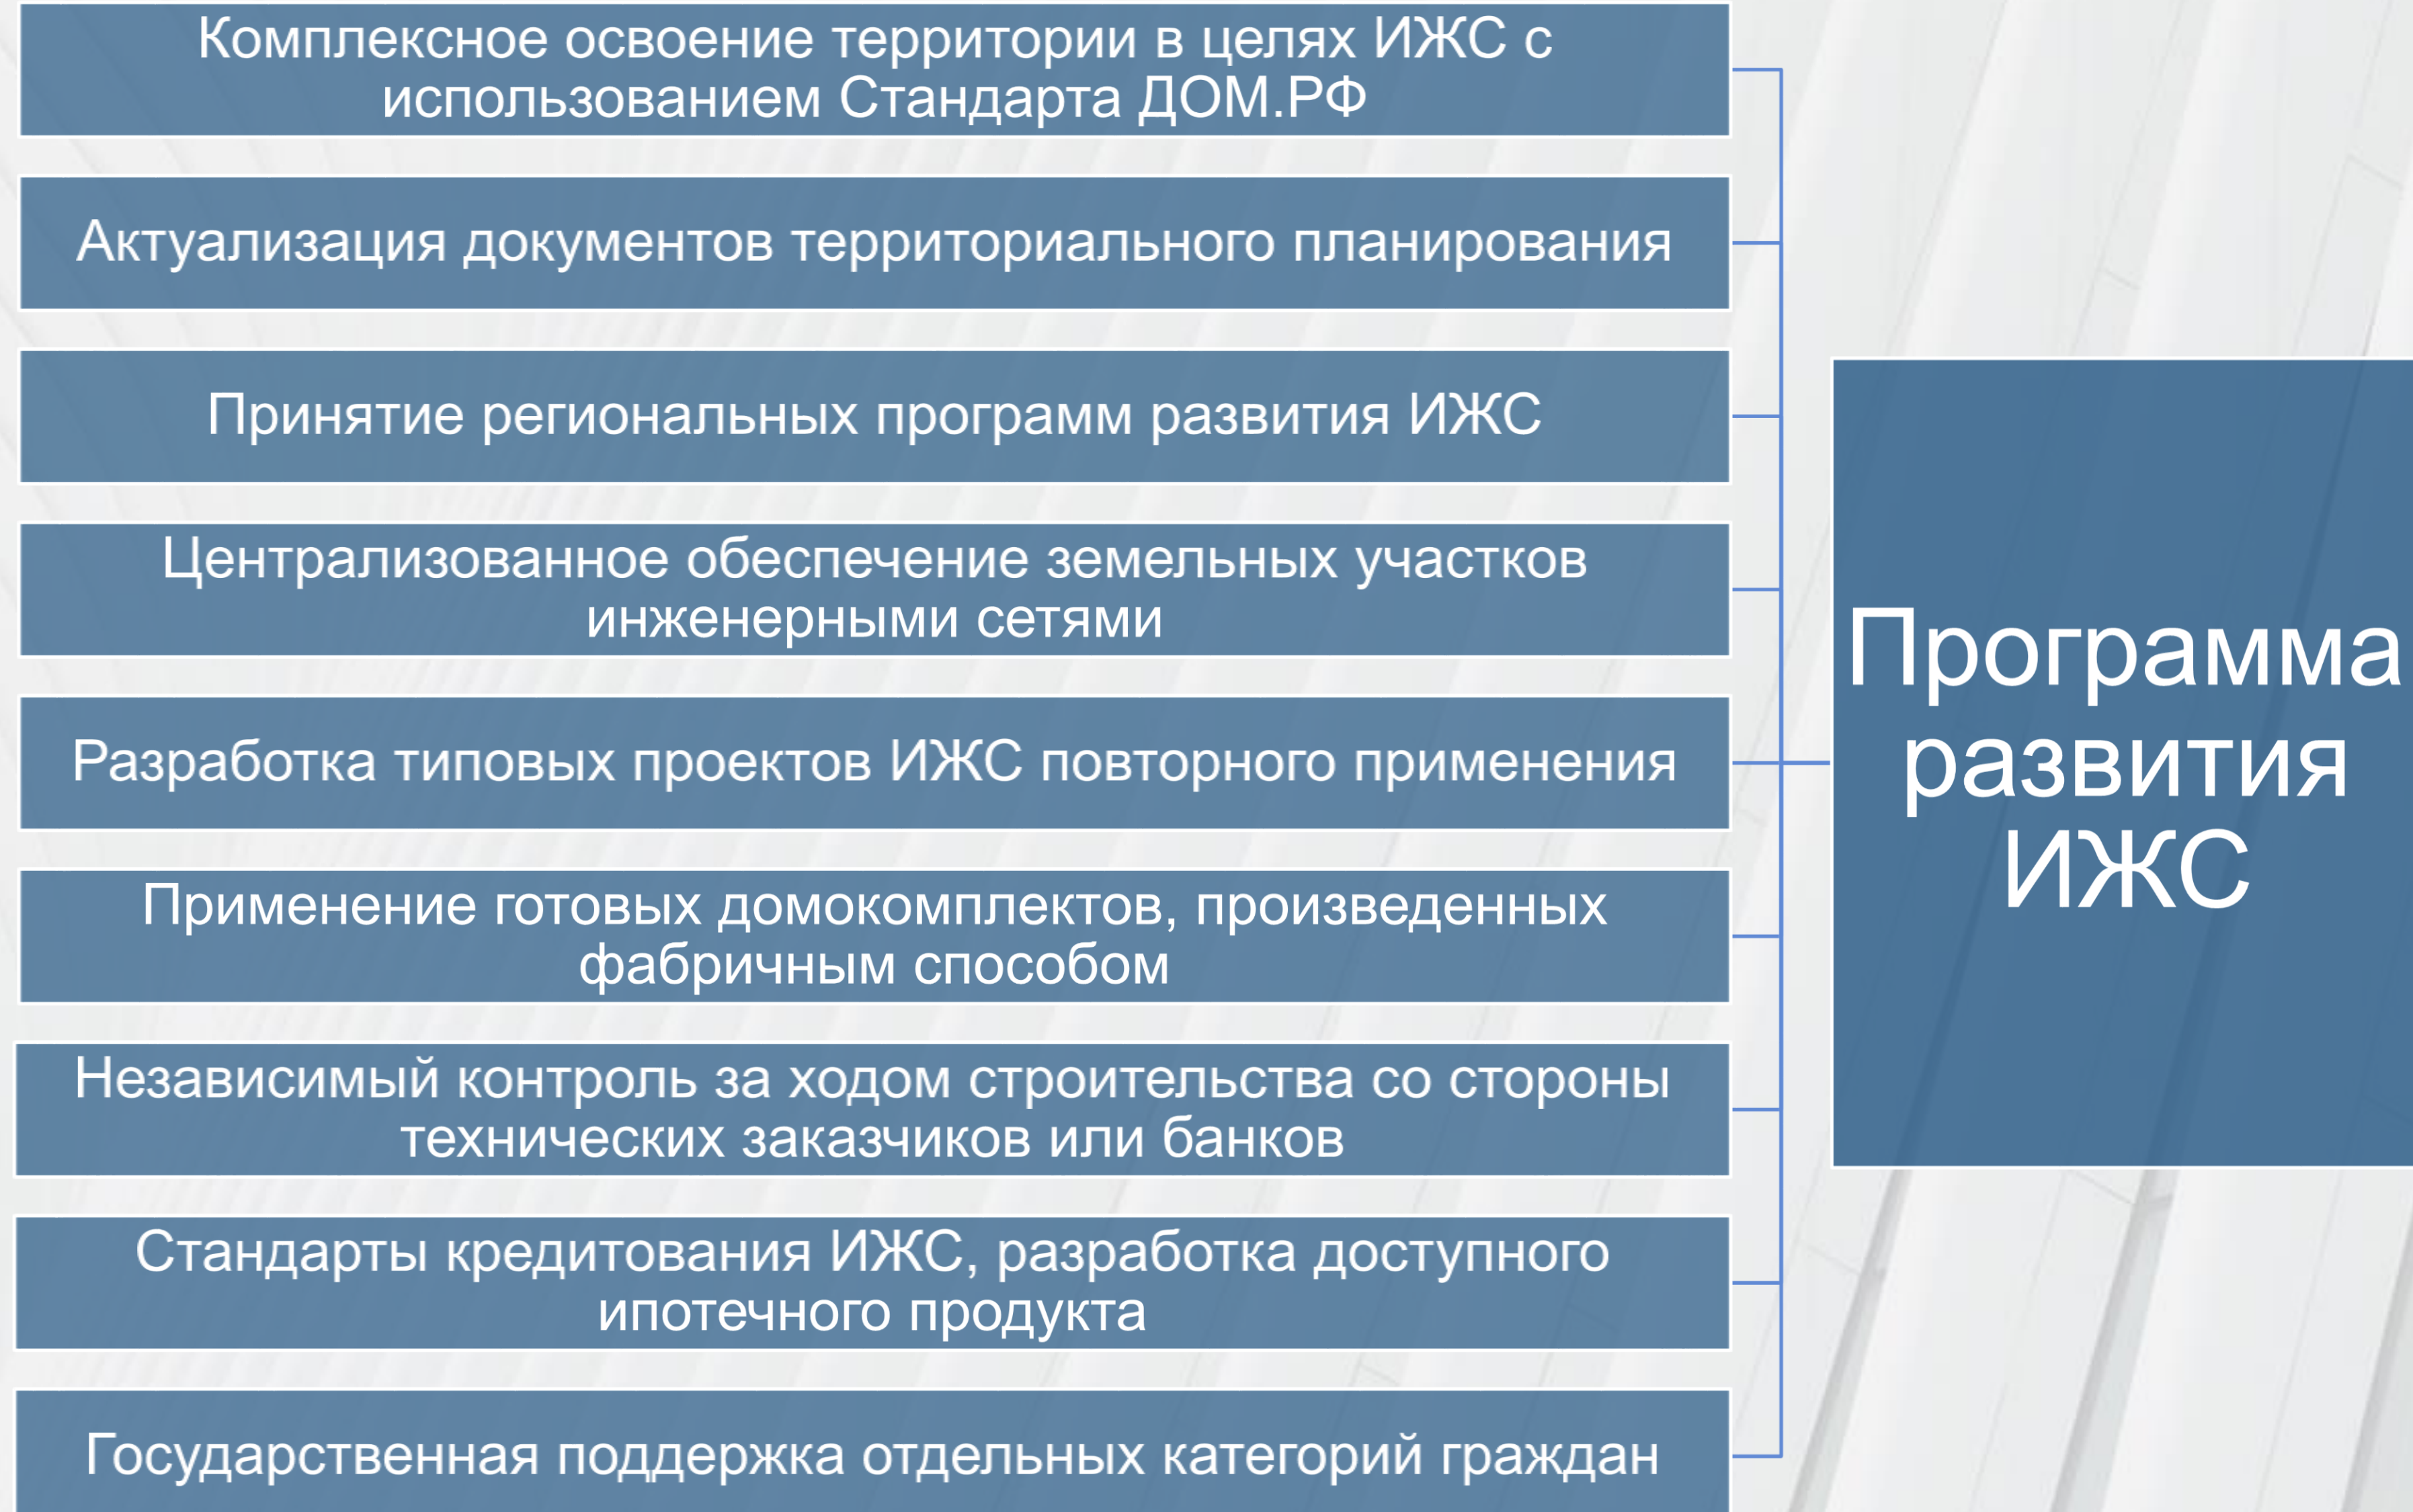 Комплексное освоение территории в целях ИЖС с
использованием Стандарта ДОМ.РФ
Актуализация документов территориального планирования
Принятие региональных программ развития ИЖС
Централизованное обеспечение земельных участков
инженерными сетями
Разработка типовых проектов ИЖС повторного применения
Применение готовых домокомплектов, произведенных
фабричным способом
Независимый контроль за ходом строительства со стороны
технических заказчиков или банков
Стандарты кредитования ИЖС, разработка доступного
ипотечного продукта
Государственная поддержка отдельных категорий граждан
Программа
развития
ИЖС